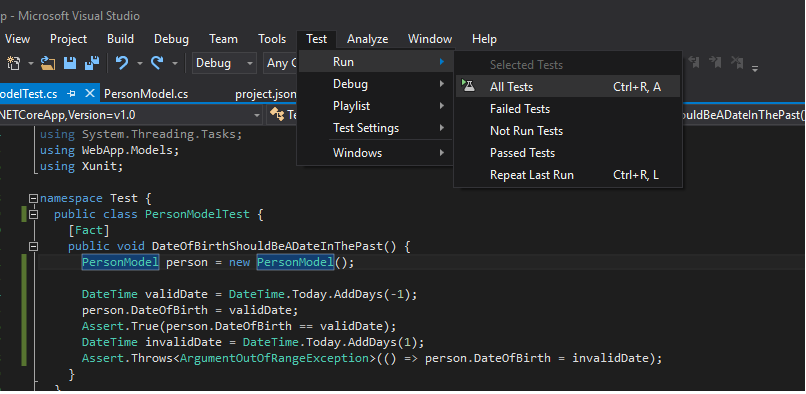 p - Microsoft Visual Studio
View Project Build Debug Team Tools Test Analyze Window Help
Debug Any C
Run
Debug
Playlist
Test Settings
Windows
Selected Tests
All Tests Ctrl+R, A
Failed Tests
Not Run Tests
Passed Tests
Repeat Last Run Ctrl+R, L
odelTest.cs PersonModel.cs project.json
NETCoreApp,Version=v1.0 Te ouldBeADateInThePast()
using System.Threading.Tasks;
using WebApp.Models;
using Xunit;
namespace Test {
public class PersonModelTest {
[Fact]
public void DateOfBirthShouldBeADateInThePast() {
PersonModel person = new PersonModel();
DateTime validDate = DateTime.Today.AddDays(-1);
person.DateOfBirth = validDate;
Assert.True(person.DateOfBirth == validDate);
DateTime invalidDate = DateTime.Today.AddDays(1);
Assert.Throws<ArgumentOutOfRangeException>(() => person.DateOfBirth = invalidDate);
}
}